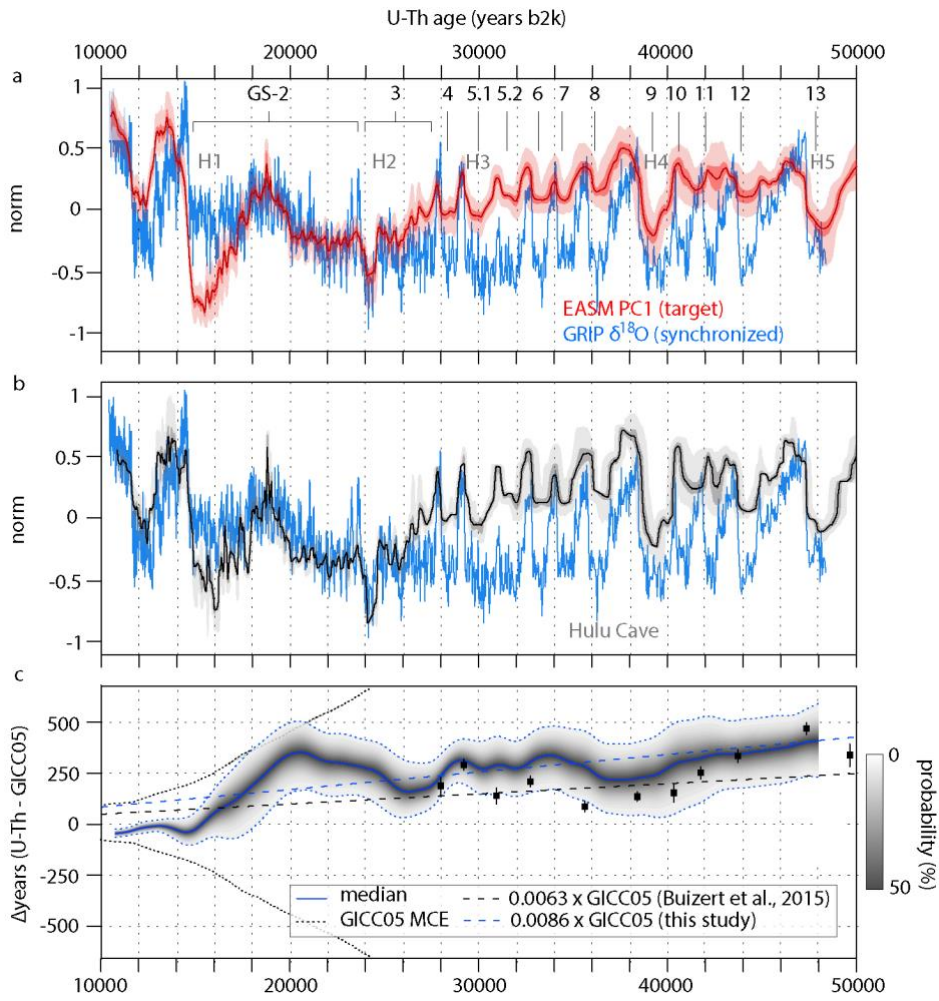 U-Th age (years b2k)
10000 20000 30000 40000 50000
a
GS-2 3 4 5.1 5.2 6 7 8 9 10 11 12 13
H1 H2 H3 H4 H5
1
0.5
0
-0.5
-1
norm
EASM PC1 (target)
GRIP δ¹⁸O (synchronized)
b
1
0.5
0
-0.5
-1
norm
Hulu Cave
c
500
250
0
-250
-500
Δyears (U-Th - GICC05)
0
probability (%)
50
median
GICC05 MCE
0.0063 x GICC05 (Buizert et al., 2015)
0.0086 x GICC05 (this study)
10000 20000 30000 40000 50000